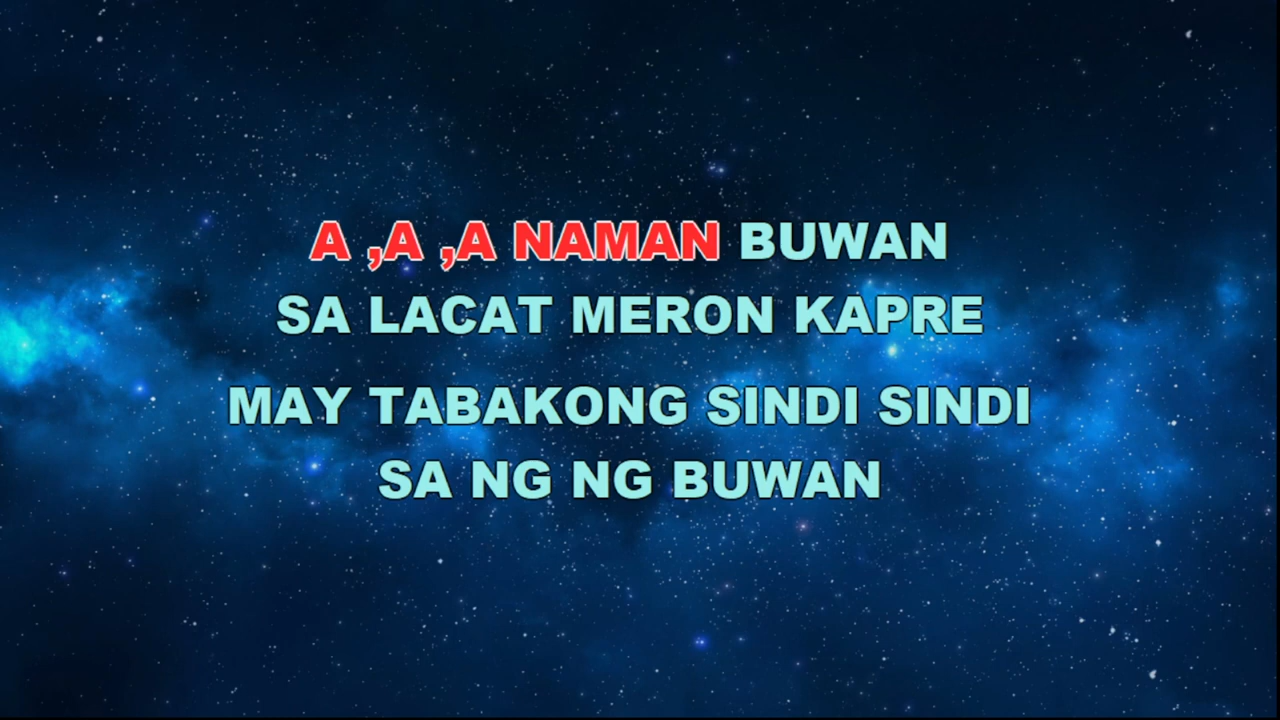 A ,A ,A NAMAN BUWAN
SA LACAT MERON KAPRE
MAY TABAKONG SINDI SINDI
SA NG NG BUWAN